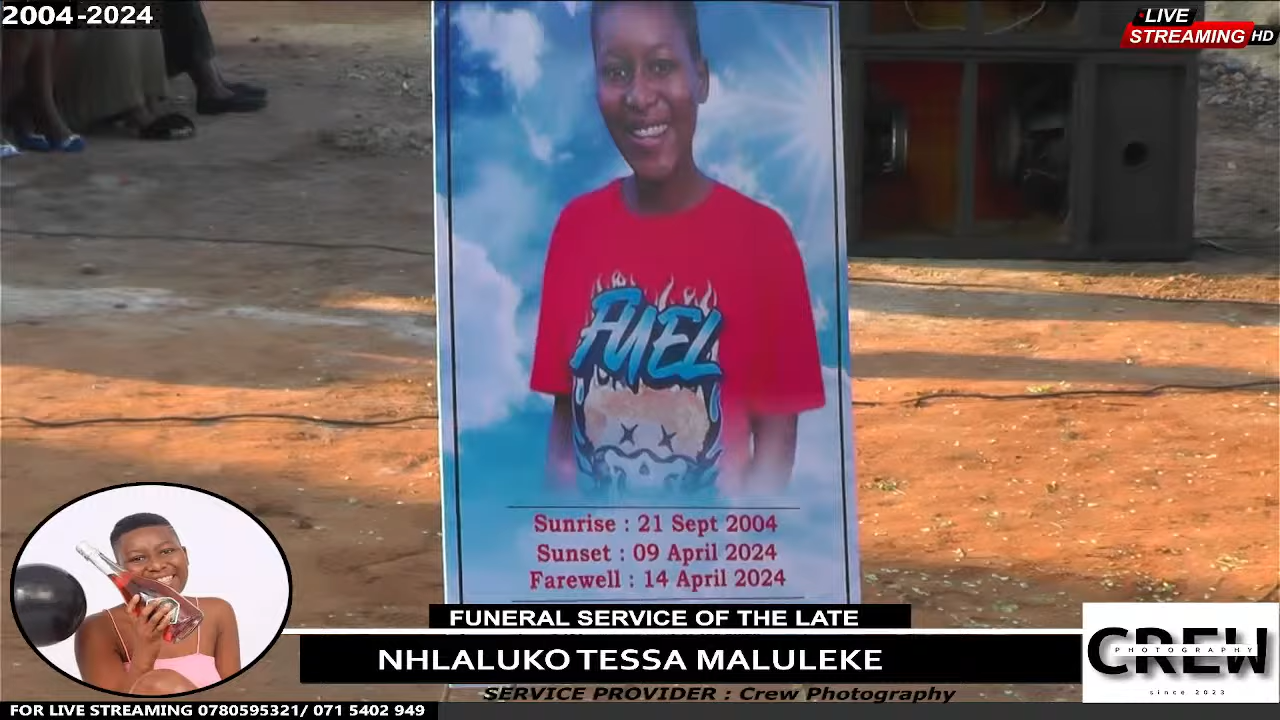 2004-2024
LIVE
STREAMING HD
FUEL
Sunrise : 21 Sept 2004
Sunset : 09 April 2024
Farewell : 14 April 2024
FUNERAL SERVICE OF THE LATE
NHLALUKO TESSA MALULEKE
CREW
PHOTOGRAPHY
since 2023
SERVICE PROVIDER : Crew Photography
FOR LIVE STREAMING 0780595321/ 071 5402 949